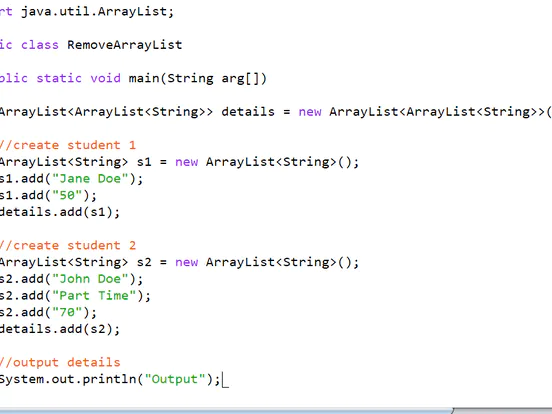 rt java.util.ArrayList;
ic class RemoveArrayList
blic static void main(String arg[])
ArrayList<ArrayList<String>> details = new ArrayList<ArrayList<String>>(
//create student 1
ArrayList<String> s1 = new ArrayList<String>();
s1.add("Jane Doe");
s1.add("50");
details.add(s1);
//create student 2
ArrayList<String> s2 = new ArrayList<String>();
s2.add("John Doe");
s2.add("Part Time");
s2.add("70");
details.add(s2);
//output details
System.out.println("Output");